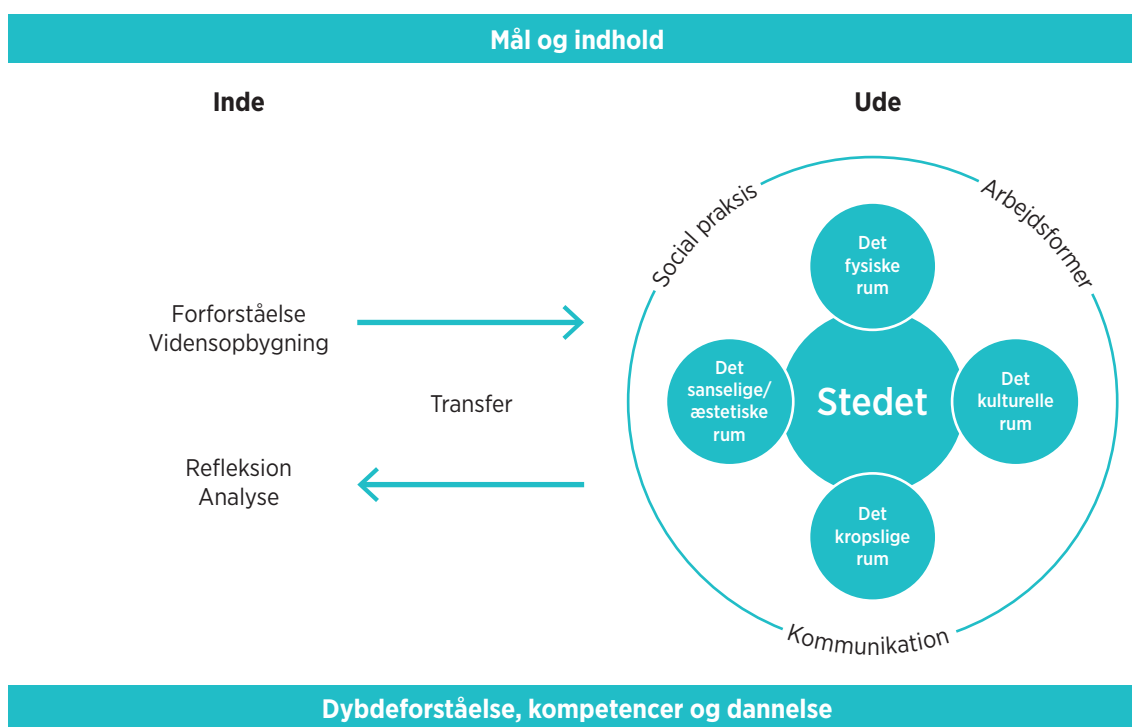 Mål og indhold
Inde
Ude
Forforståelse
Vidensopbygning
Transfer
Refleksion
Analyse
Social praksis
Arbejdsformer
Det
fysiske
rum
Det
sanselige/
æstetiske
rum
Stedet
Det
kulturelle
rum
Det
kropslige
rum
Kommunikation
Dybdeforståelse, kompetencer og dannelse